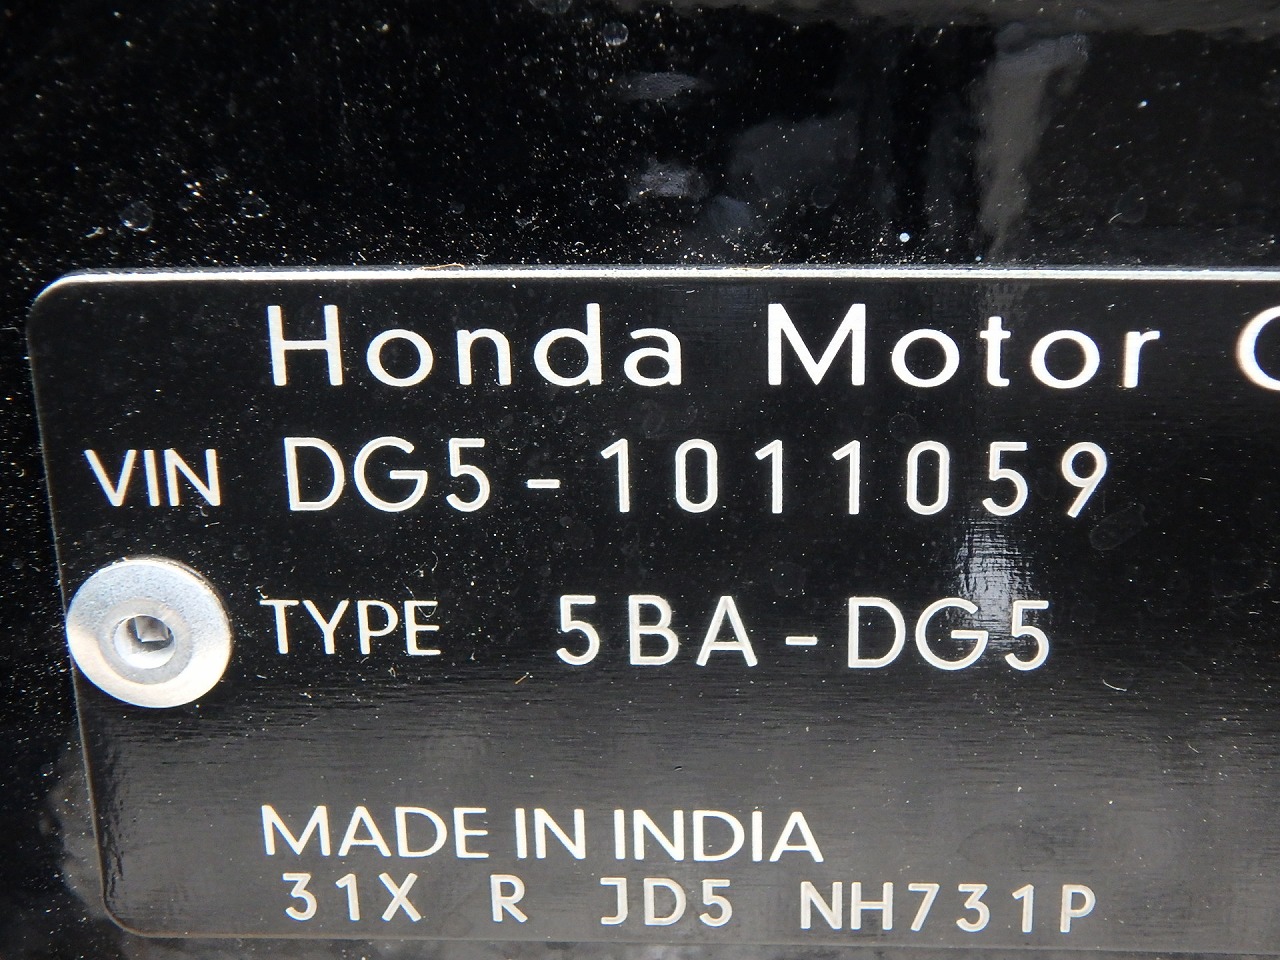 Honda Motor C
VIN DG5-1011059
TYPE 5BA-DG5
MADE IN INDIA
31X R JD5 NH731P